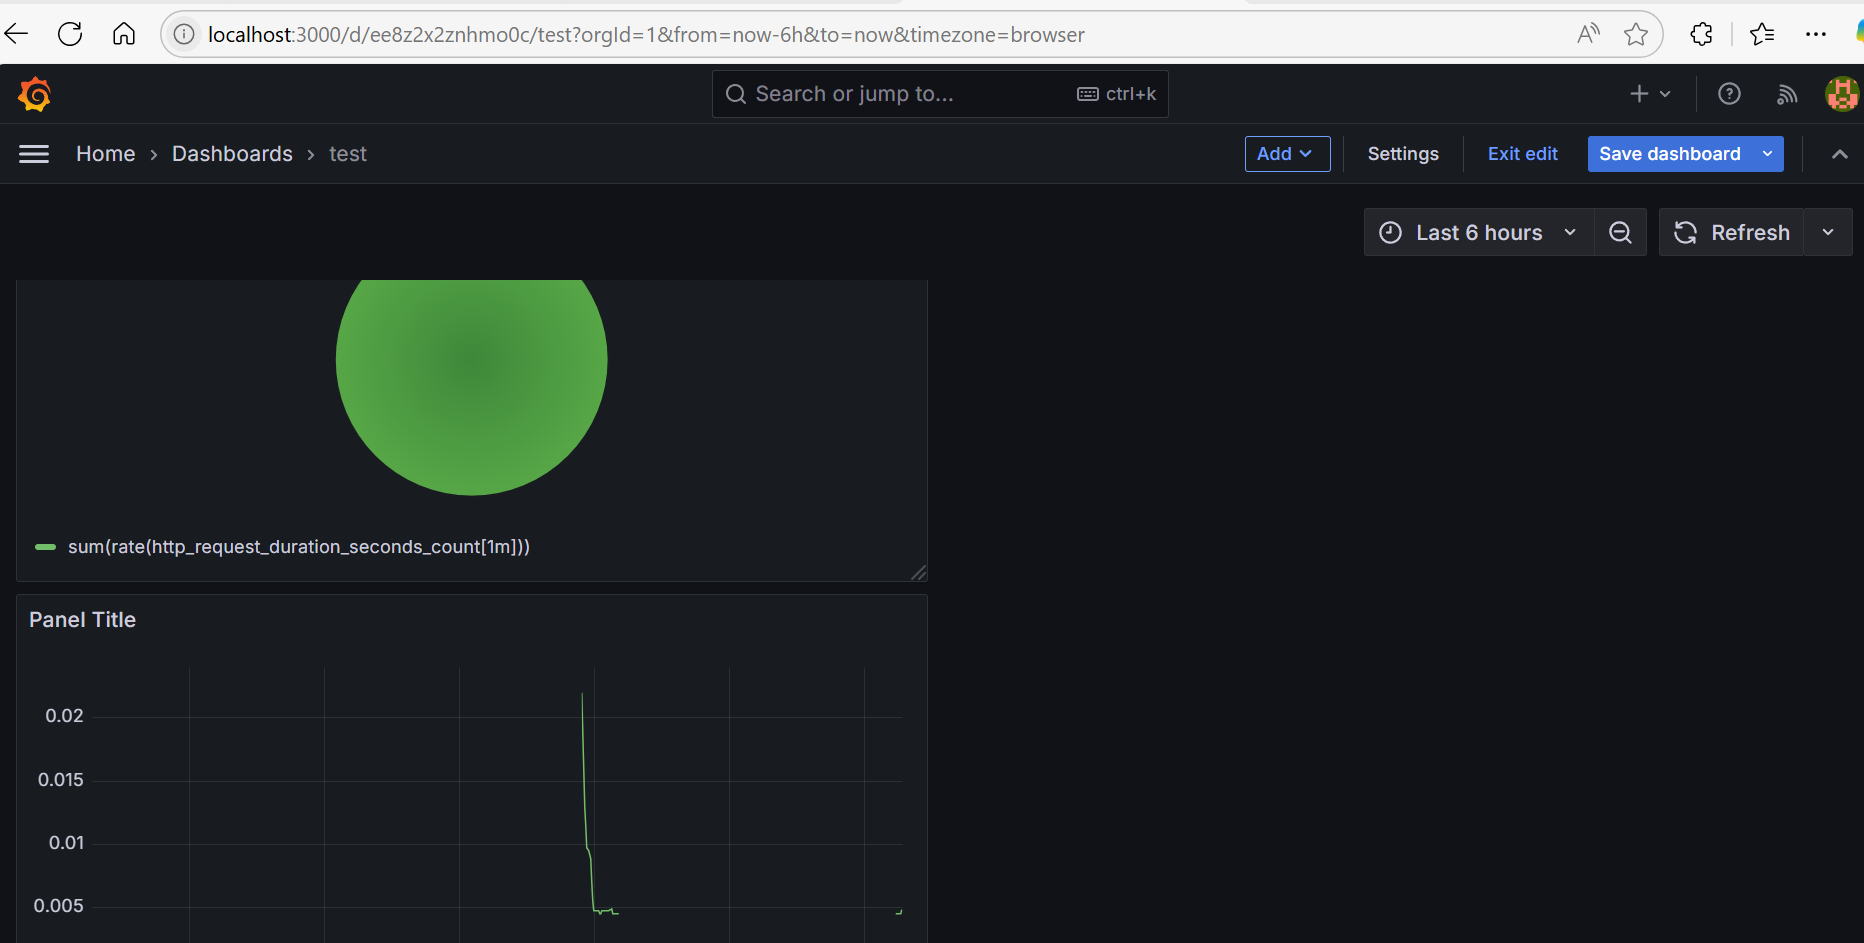 localhost:3000/d/ee8z2x2znhmo0c/test?orgId=1&from=now-6h&to=now&timezone=browser
Search or jump to... ctrl+k
Home › Dashboards › test
Add Settings Exit edit Save dashboard
Last 6 hours Refresh
sum(rate(http_request_duration_seconds_count[1m]))
Panel Title
0.02
0.015
0.01
0.005